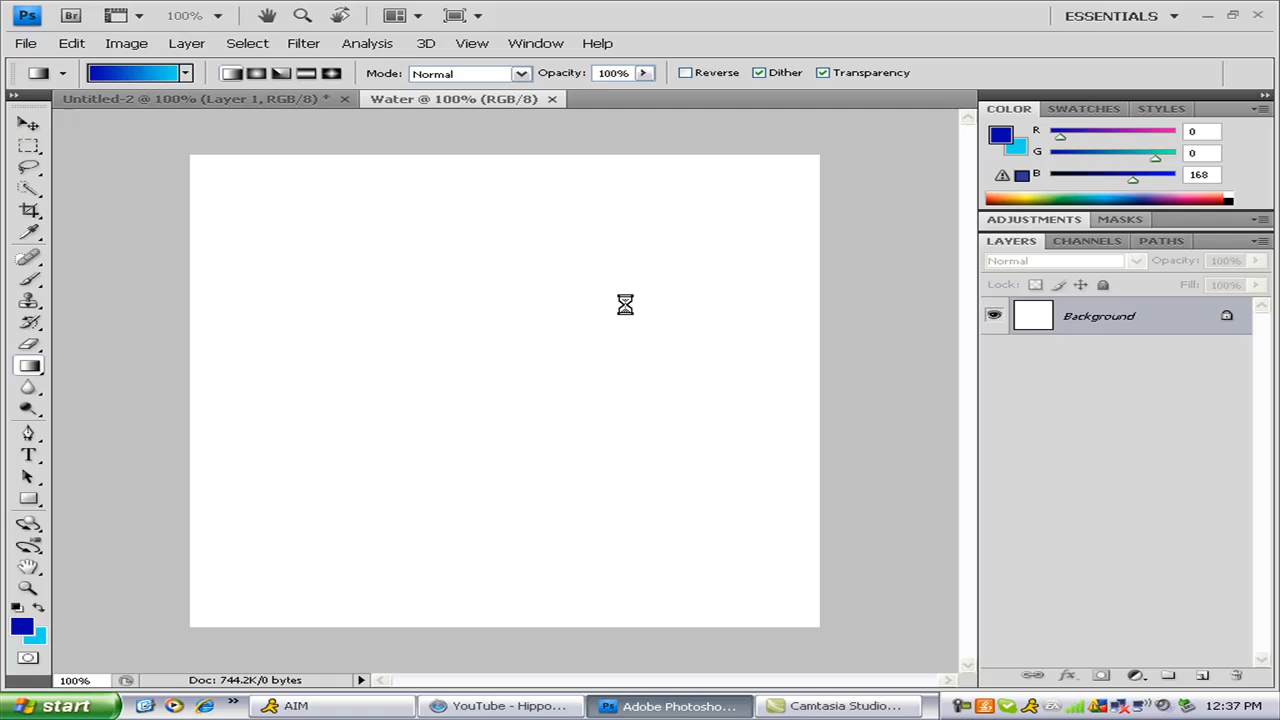 Ps Br 100% ESSENTIALS
File Edit Image Layer Select Filter Analysis 3D View Window Help
Mode: Normal Opacity: 100% Reverse Dither Transparency
Untitled-2 @ 100% (Layer 1, RGB/8) * Water @ 100% (RGB/8)
COLOR SWATCHES STYLES
R 0
G 0
B 168
ADJUSTMENTS MASKS
LAYERS CHANNELS PATHS
Normal Opacity: 100%
Lock: Fill: 100%
Background
T
100% Doc: 744.2K/0 bytes
start AIM YouTube - Hippo... Ps Adobe Photosho... Camtasia Studio... 12:37 PM